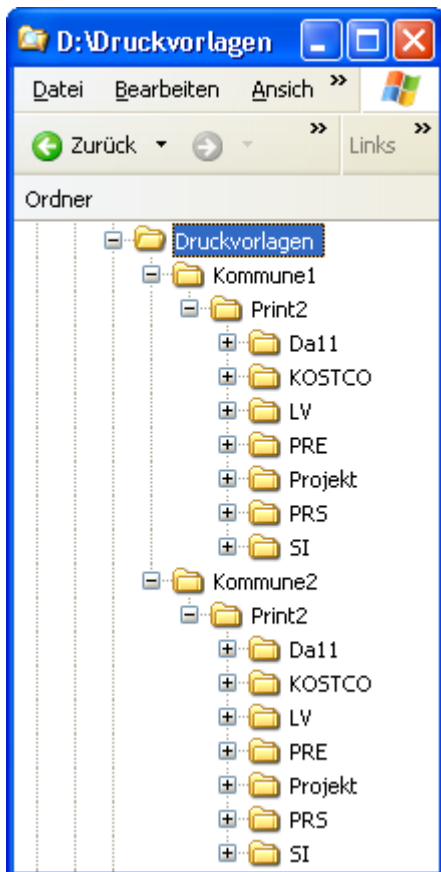 D:\Druckvorlagen
Datei Bearbeiten Ansich »
Zurück » Links »
Ordner
Druckvorlagen
Kommune1
Print2
Da11
KOSTCO
LV
PRE
Projekt
PRS
SI
Kommune2
Print2
Da11
KOSTCO
LV
PRE
Projekt
PRS
SI